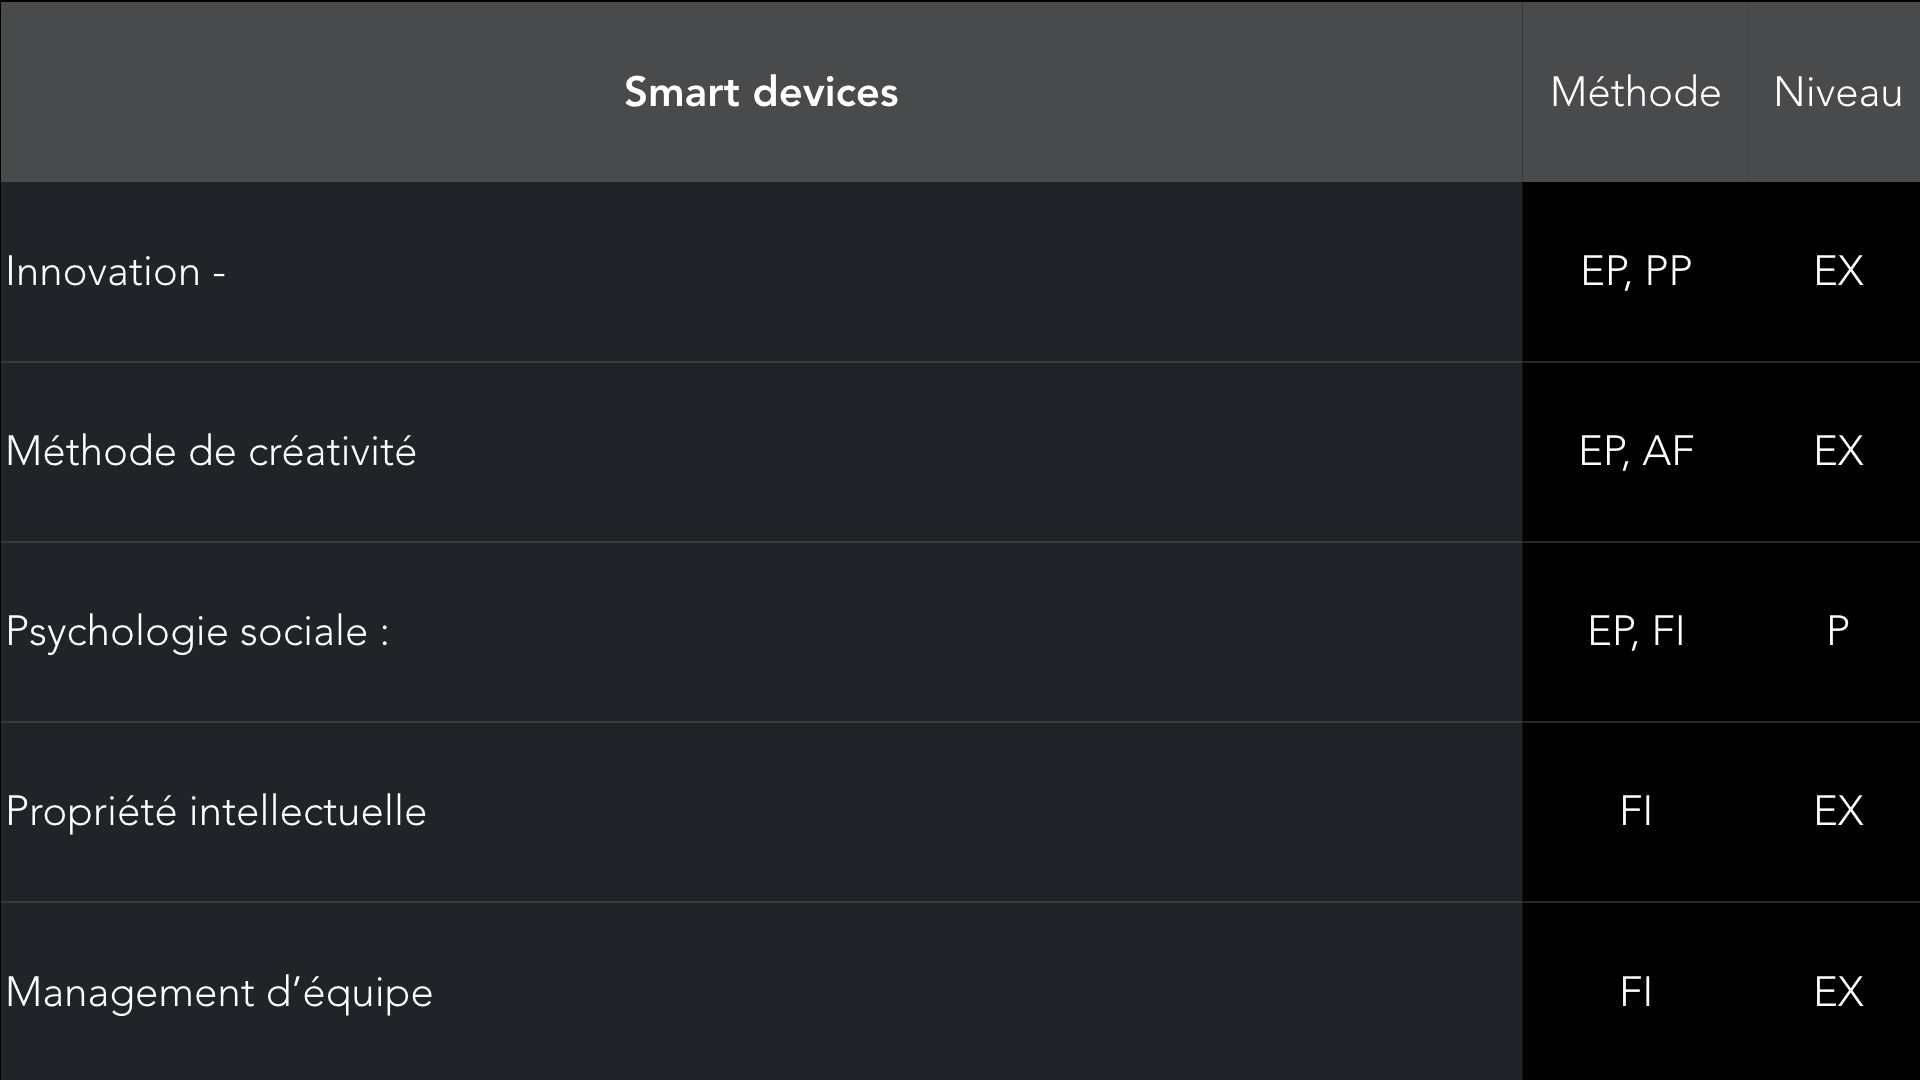 Smart devices Méthode Niveau
Innovation - EP, PP EX
Méthode de créativité EP, AF EX
Psychologie sociale : EP, FI P
Propriété intellectuelle FI EX
Management d’équipe FI EX